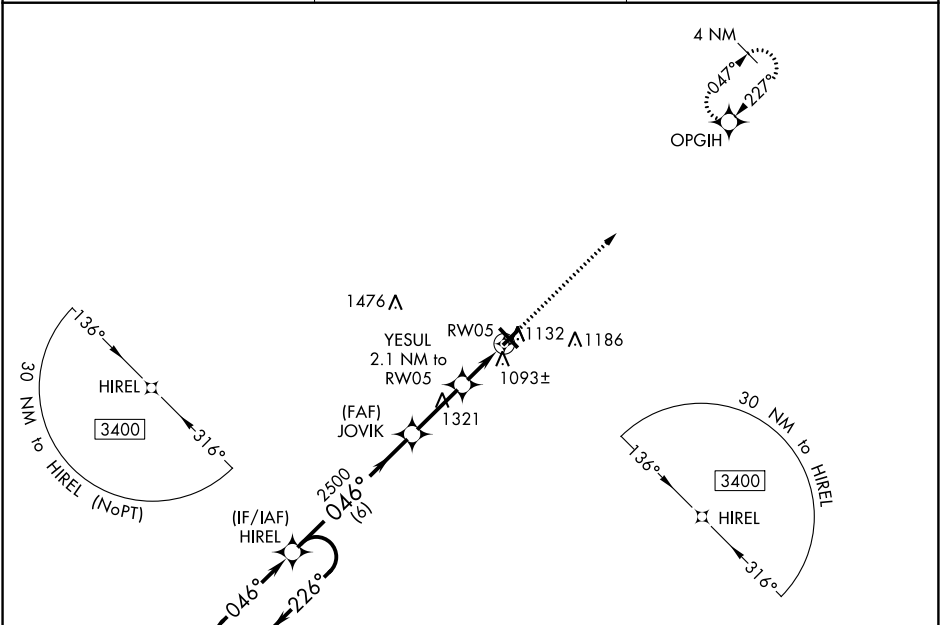 4 NM
047°
227°
OPGIH
1476
RW05
1132
1186
YESUL
2.1 NM to
RW05
1093±
1321
(FAF)
JOVIK
136°
HIREL
3400
316°
30 NM to HIREL (NoPT)
2500
046°
(6)
(IF/IAF)
HIREL
046°
226°
30 NM to HIREL
136°
3400
HIREL
316°